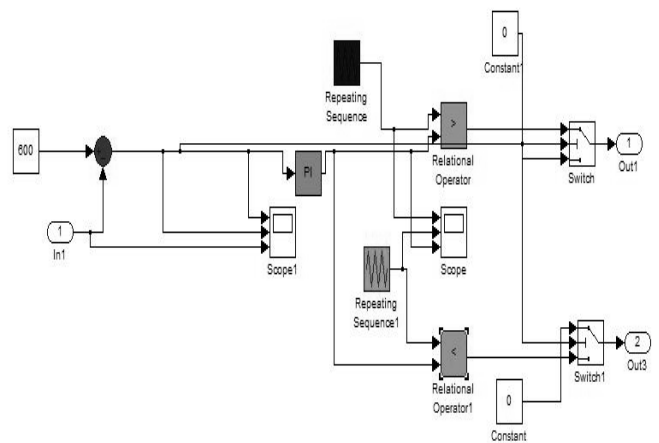 0
Constant1
Repeating
Sequence
>
Relational
Operator
600
PI
Switch
1
Out1
1
In1
Scope1
Scope
Repeating
Sequence1
<
Relational
Operator1
Switch1
2
Out3
0
Constant